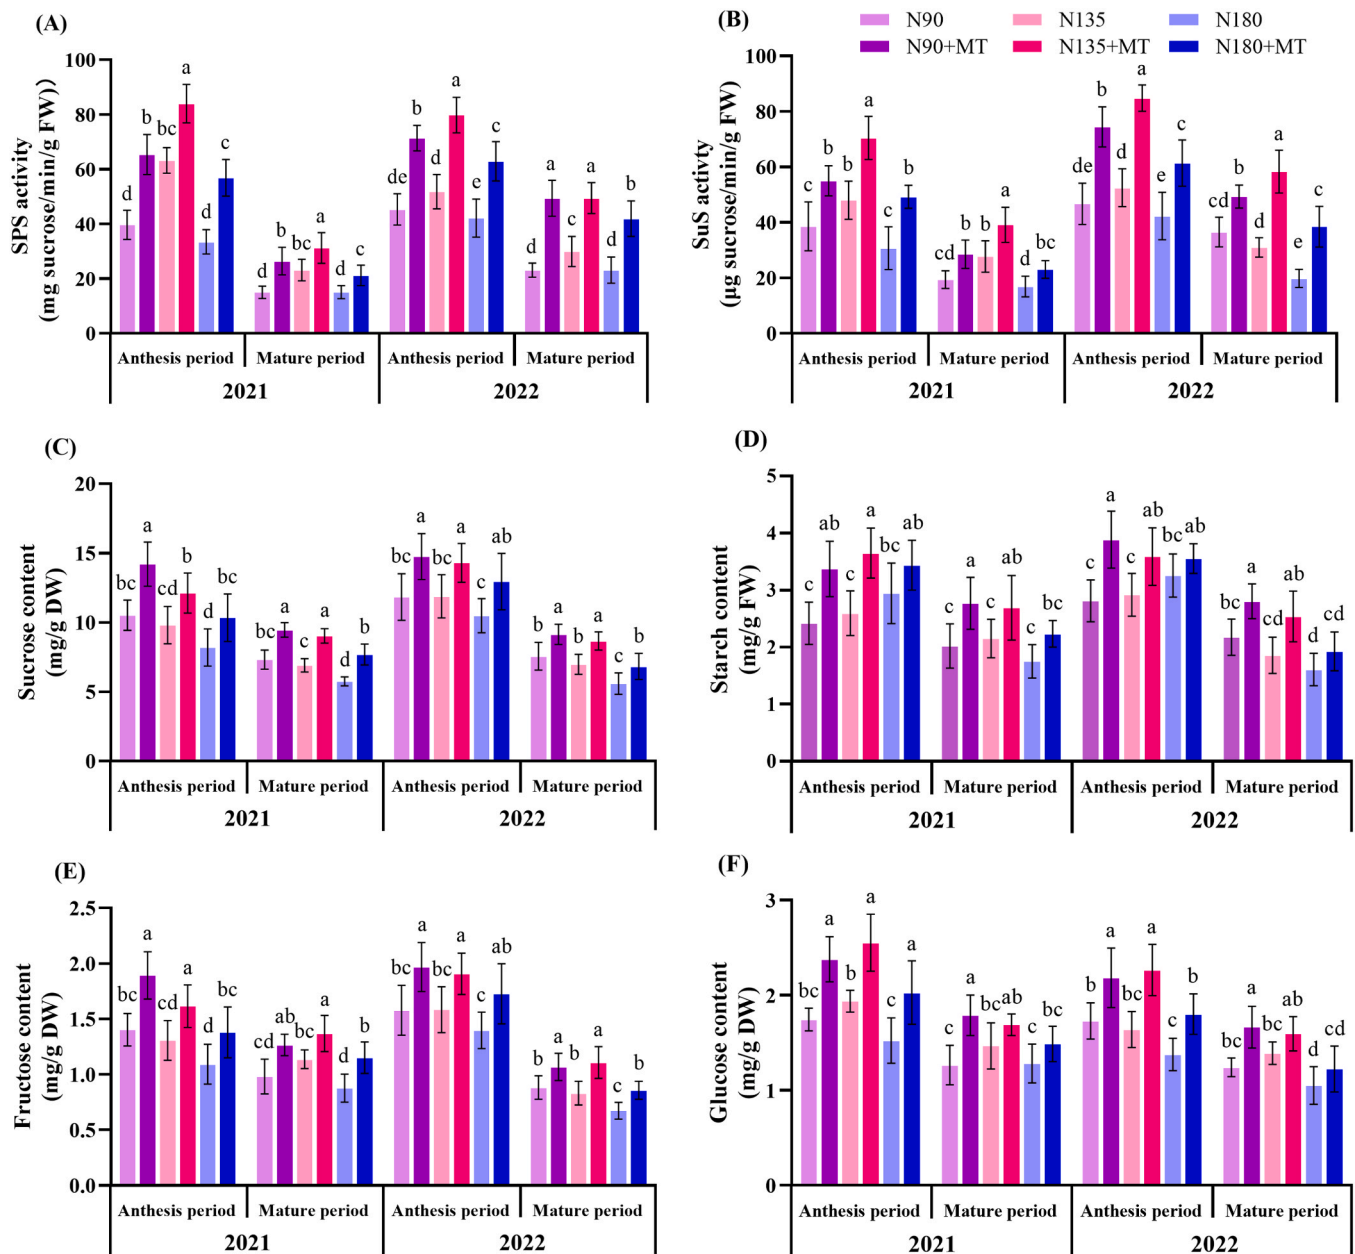 (A)
SPS activity
(mg sucrose/min/g FW))
100
80
60
40
20
0
d b bc a d c
d b bc a d c
de b d a e c
d a c a d b
Anthesis period Mature period Anthesis period Mature period
2021 2022
(B)
N90 N135 N180
N90+MT N135+MT N180+MT
SuS activity
(µg sucrose/min/g FW)
100
80
60
40
20
0
c b b a c b
cd b b a d bc
de b d a e c
cd b d a e c
Anthesis period Mature period Anthesis period Mature period
2021 2022
(C)
Sucrose content
(mg/g DW)
20
15
10
5
0
bc a cd b d bc
bc a c a d b
bc a bc a c ab
b a b a c b
Anthesis period Mature period Anthesis period Mature period
2021 2022
(D)
Starch content
(mg/g FW)
5
4
3
2
1
0
c ab c a bc ab
c a c ab c bc
c a c ab bc ab
bc a cd ab d cd
Anthesis period Mature period Anthesis period Mature period
2021 2022
(E)
Fructose content
(mg/g DW)
2.5
2.0
1.5
1.0
0.5
0.0
bc a cd a d bc
cd ab bc a d b
bc a bc a c ab
b a b a c b
Anthesis period Mature period Anthesis period Mature period
2021 2022
(F)
Glucose content
(mg/g DW)
3
2
1
0
bc a b a c a
c a bc ab c bc
b a bc a c b
bc a bc ab d cd
Anthesis period Mature period Anthesis period Mature period
2021 2022